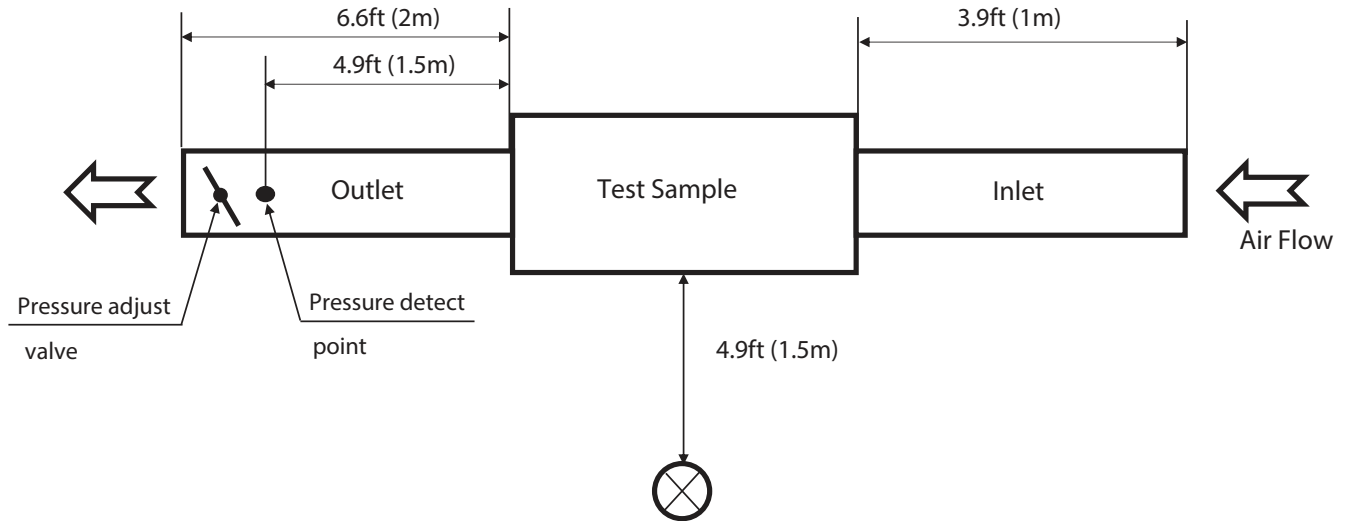 6.6ft (2m)
3.9ft (1m)
4.9ft (1.5m)
Outlet
Test Sample
Inlet
Air Flow
Pressure adjust
valve
Pressure detect
point
4.9ft (1.5m)